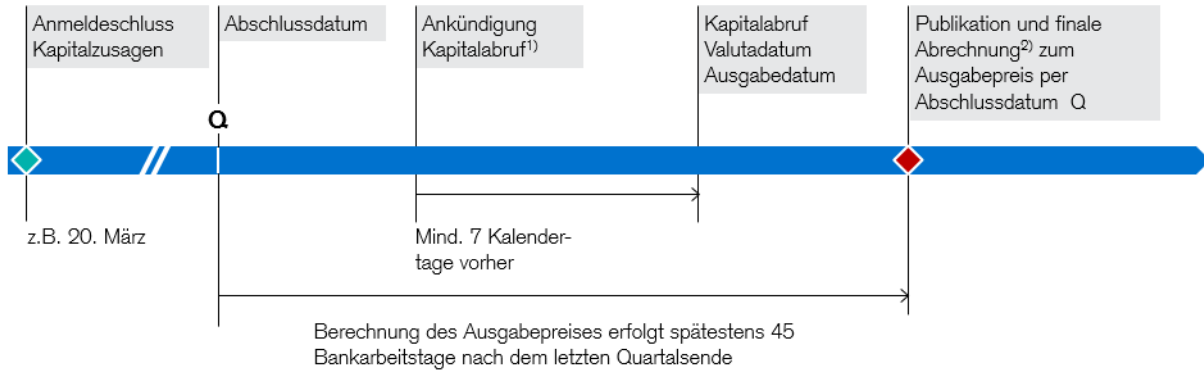 Anmeldeschluss
Kapitalzusagen
Abschlussdatum
Ankündigung
Kapitalabruf1)
Kapitalabruf
Valutadatum
Ausgabedatum
Publikation und finale
Abrechnung2) zum
Ausgabepreis per
Abschlussdatum Q
Q
z.B. 20. März
Mind. 7 Kalender-
tage vorher
Berechnung des Ausgabepreises erfolgt spätestens 45
Bankarbeitstage nach dem letzten Quartalsende